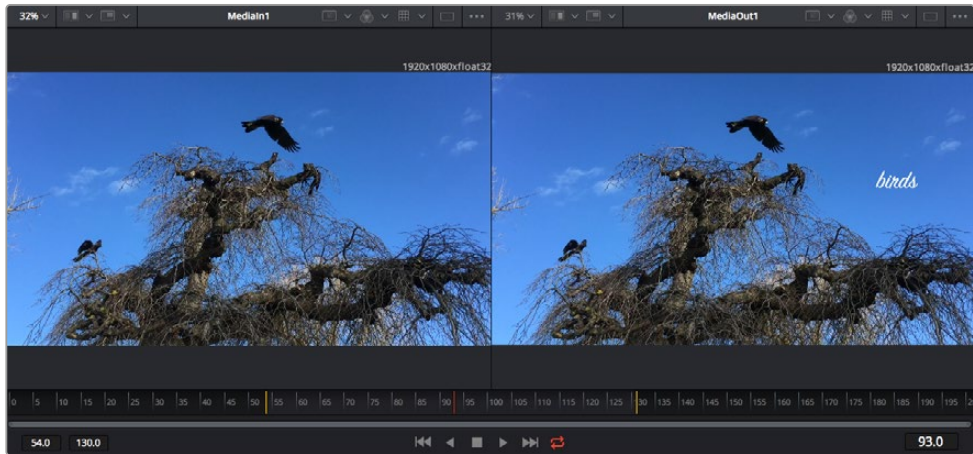 32% MediaIn1 31% MediaOut1
1920x1080xfloat32 1920x1080xfloat32
birds
0 5 10 15 20 25 30 35 40 45 50 55 60 65 70 75 80 85 90 95 100 105 110 115 120 125 130 135 140 145 150 155 160 165 170 175 180 185 190 195
54.0 130.0 93.0